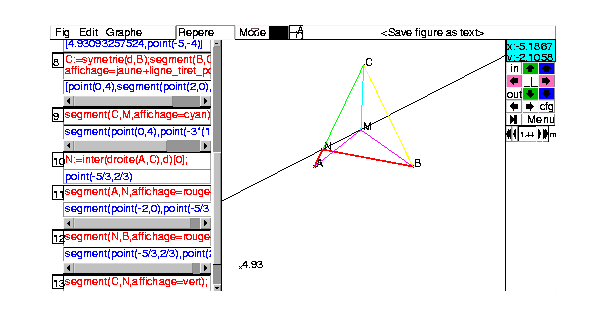 Fig Edit Graphe Repere Mode A <Save figure as text>
[4.93093257524,point(-5,-4)]
8 C:=symetrie(d,B);segment(B,C
affichage=jaune+ligne_tiret_po
[point(0,4),segment(point(2,0),
9 segment(C,M,affichage=cyan)
segment(point(0,4),point(-3*(1
10 N:=inter(droite(A,C),d)[0];
point(-5/3,2/3)
11 segment(A,N,affichage=rouge
segment(point(-2,0),point(-5/3
12 segment(N,B,affichage=rouge
segment(point(-5/3,2/3),point(2
13 segment(C,N,affichage=vert);
C
M
N
A
B
4.93
x:-5.1867
y:-2.1058
in
out
cfg
Menu
m